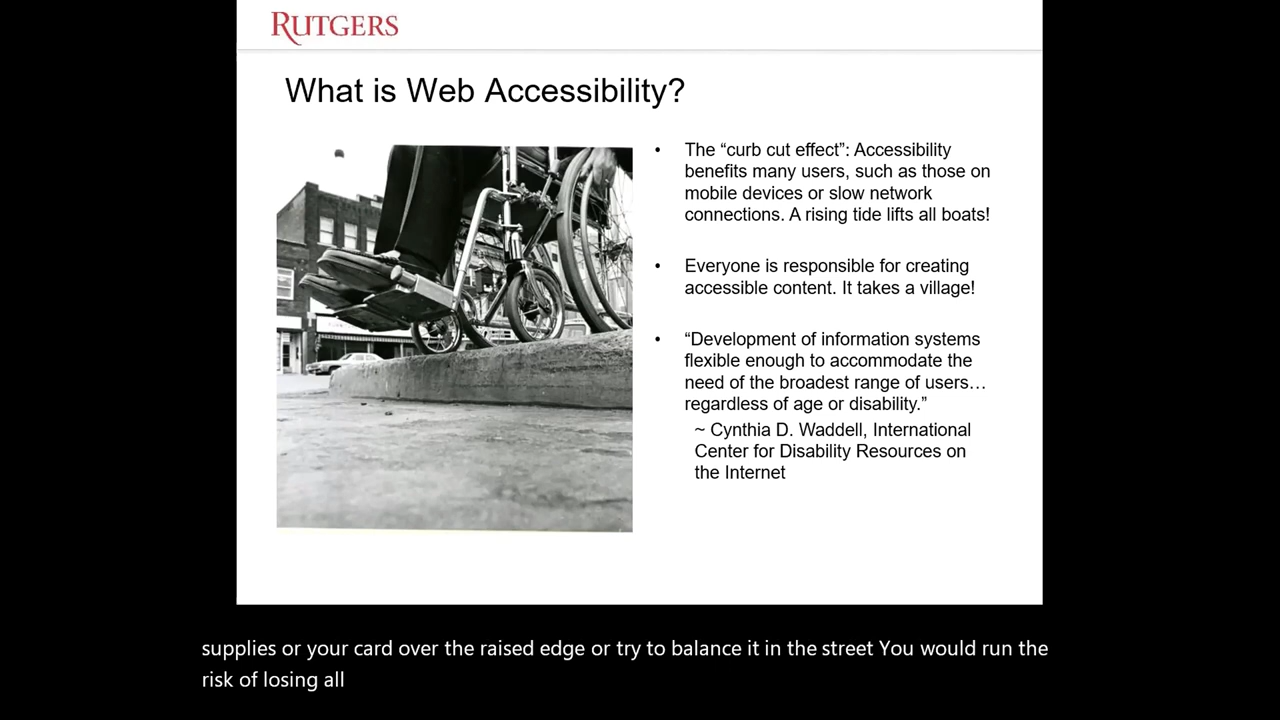 RUTGERS
What is Web Accessibility?
• The “curb cut effect”: Accessibility
benefits many users, such as those on
mobile devices or slow network
connections. A rising tide lifts all boats!
• Everyone is responsible for creating
accessible content. It takes a village!
• “Development of information systems
flexible enough to accommodate the
need of the broadest range of users…
regardless of age or disability.”
~ Cynthia D. Waddell, International
Center for Disability Resources on
the Internet
supplies or your card over the raised edge or try to balance it in the street You would run the
risk of losing all